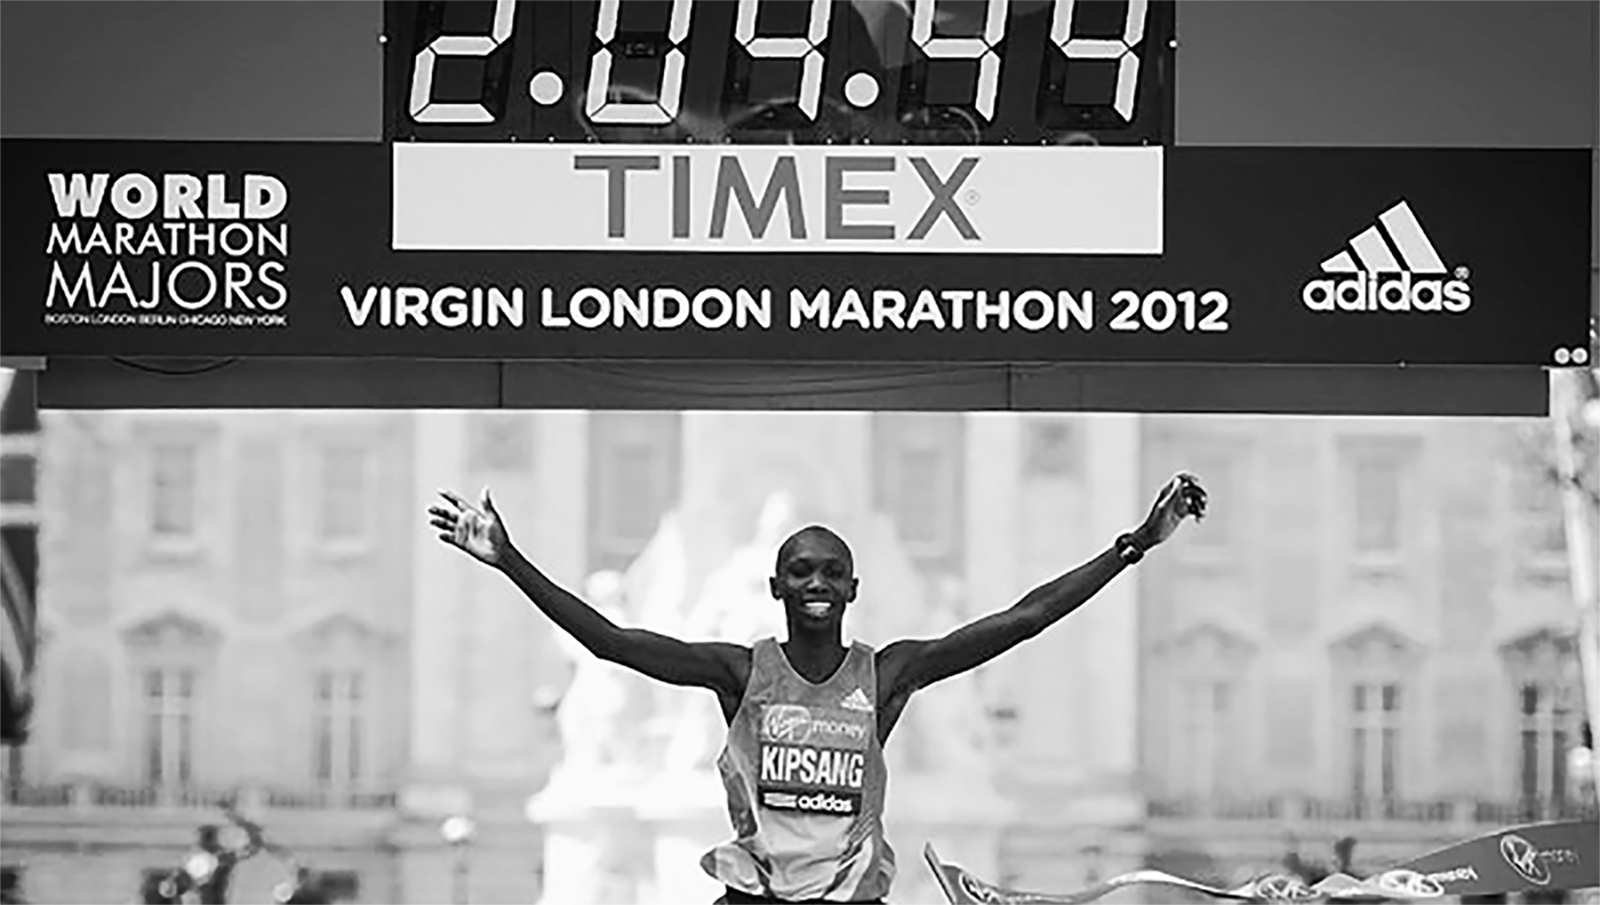 2.04.44
TIMEX
WORLD
MARATHON
MAJORS
BOSTON LONDON BERLIN CHICAGO NEW YORK
VIRGIN LONDON MARATHON 2012
adidas
Virgin money
KIPSANG
adidas